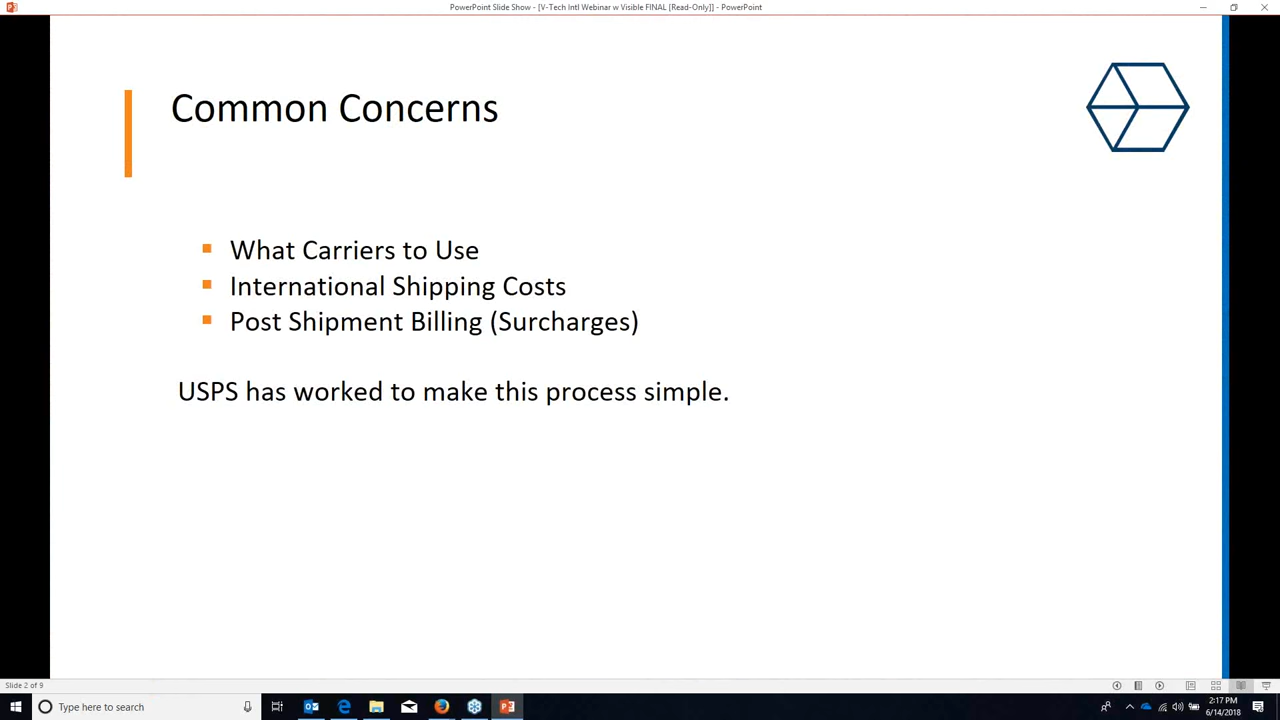 PowerPoint Slide Show - [V-Tech Intl Webinar w Visible FINAL [Read-Only]] - PowerPoint
Common Concerns
What Carriers to Use
International Shipping Costs
Post Shipment Billing (Surcharges)
USPS has worked to make this process simple.
Slide 2 of 9
Type here to search
2:17 PM
6/14/2018